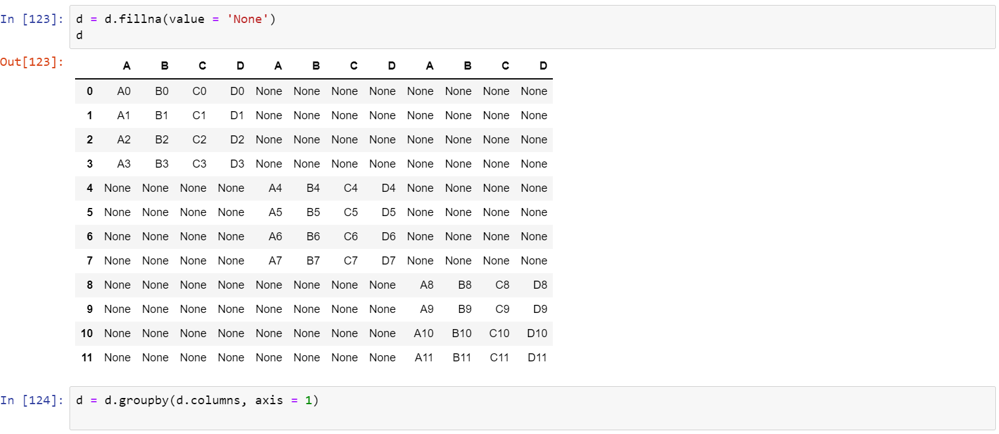 In [123]: d = d.fillna(value = 'None')
d
Out[123]:
A B C D A B C D A B C D
0 A0 B0 C0 D0 None None None None None None None None
1 A1 B1 C1 D1 None None None None None None None None
2 A2 B2 C2 D2 None None None None None None None None
3 A3 B3 C3 D3 None None None None None None None None
4 None None None None A4 B4 C4 D4 None None None None
5 None None None None A5 B5 C5 D5 None None None None
6 None None None None A6 B6 C6 D6 None None None None
7 None None None None A7 B7 C7 D7 None None None None
8 None None None None None None None None A8 B8 C8 D8
9 None None None None None None None None A9 B9 C9 D9
10 None None None None None None None None A10 B10 C10 D10
11 None None None None None None None None A11 B11 C11 D11
In [124]: d = d.groupby(d.columns, axis = 1)